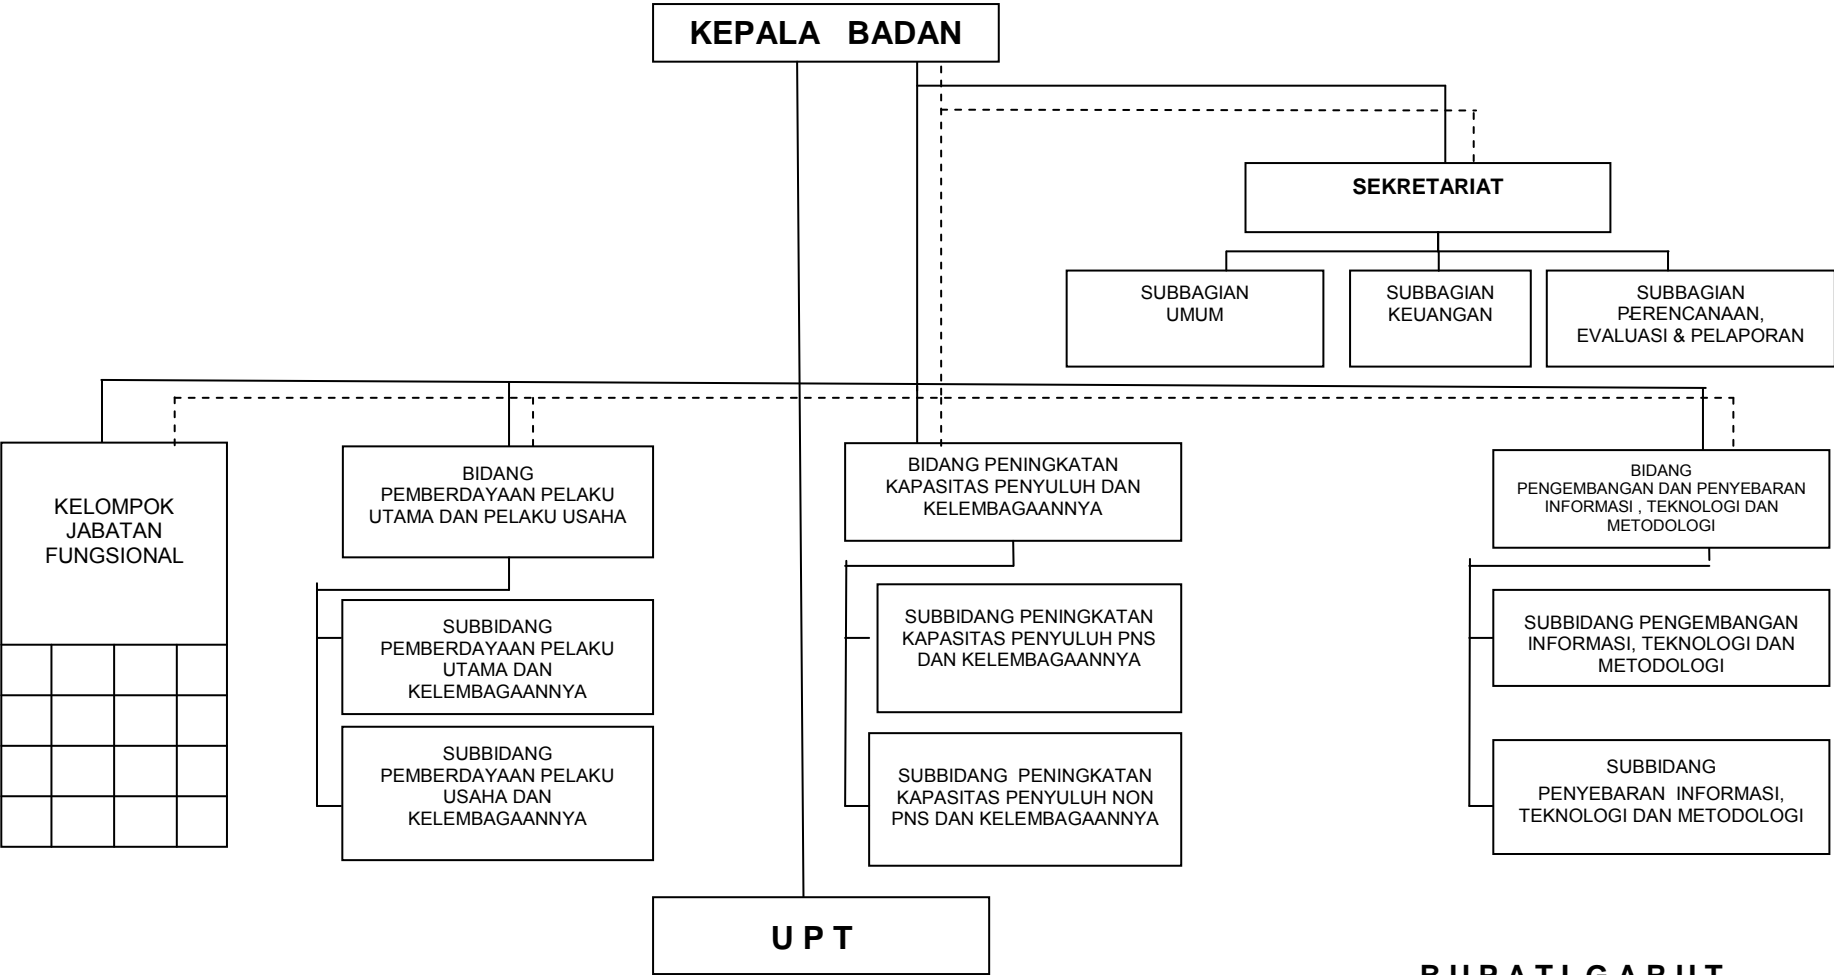 KEPALA BADAN
SEKRETARIAT
SUBBAGIAN
UMUM
SUBBAGIAN
KEUANGAN
SUBBAGIAN
PERENCANAAN,
EVALUASI & PELAPORAN
KELOMPOK
JABATAN
FUNGSIONAL
BIDANG
PEMBERDAYAAN PELAKU
UTAMA DAN PELAKU USAHA
BIDANG PENINGKATAN
KAPASITAS PENYULUH DAN
KELEMBAGAANNYA
BIDANG
PENGEMBANGAN DAN PENYEBARAN
INFORMASI , TEKNOLOGI DAN
METODOLOGI
SUBBIDANG
PEMBERDAYAAN PELAKU
UTAMA DAN
KELEMBAGAANNYA
SUBBIDANG PENINGKATAN
KAPASITAS PENYULUH PNS
DAN KELEMBAGAANNYA
SUBBIDANG PENGEMBANGAN
INFORMASI, TEKNOLOGI DAN
METODOLOGI
SUBBIDANG
PEMBERDAYAAN PELAKU
USAHA DAN
KELEMBAGAANNYA
SUBBIDANG PENINGKATAN
KAPASITAS PENYULUH NON
PNS DAN KELEMBAGAANNYA
SUBBIDANG
PENYEBARAN INFORMASI,
TEKNOLOGI DAN METODOLOGI
U P T
B U P A T I G A R U T